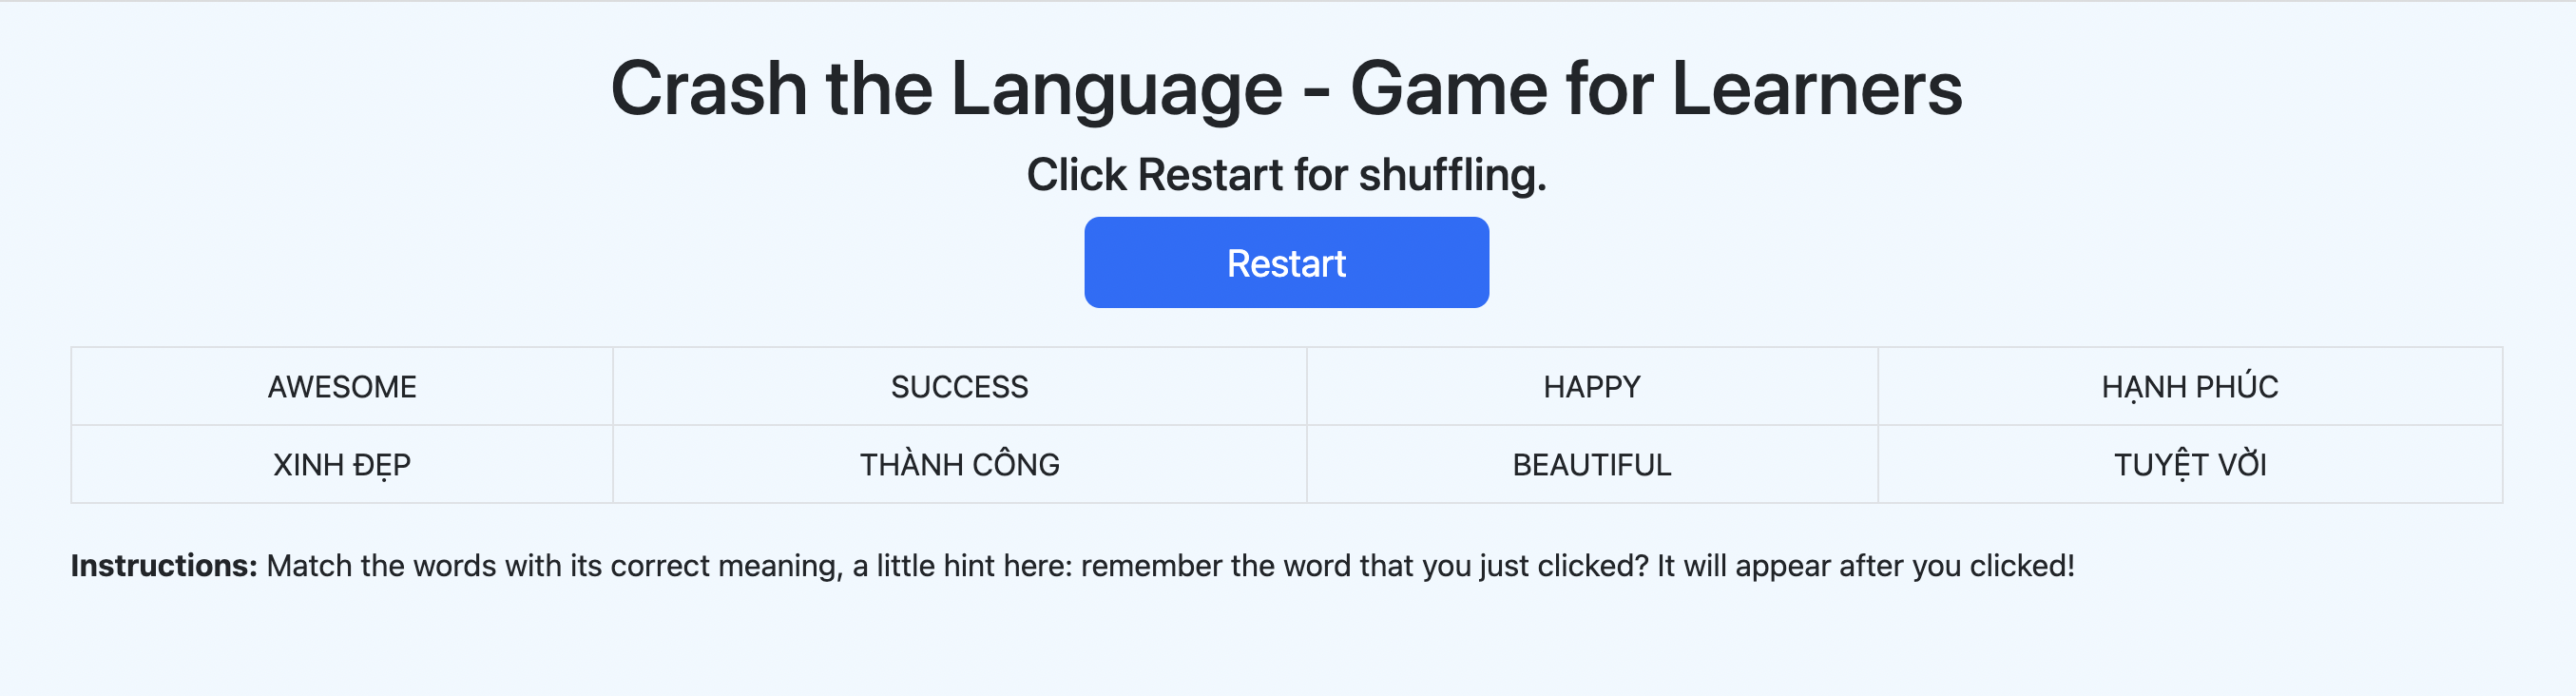 Crash the Language - Game for Learners
Click Restart for shuffling.
Restart
AWESOME SUCCESS HAPPY HẠNH PHÚC
XINH ĐẸP THÀNH CÔNG BEAUTIFUL TUYỆT VỜI
Instructions: Match the words with its correct meaning, a little hint here: remember the word that you just clicked? It will appear after you clicked!